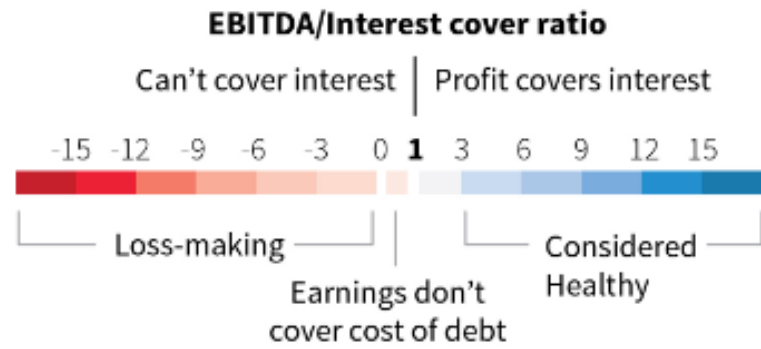 EBITDA/Interest cover ratio
Can't cover interest | Profit covers interest
-15 -12 -9 -6 -3 0 1 3 6 9 12 15
Loss-making
Considered
Healthy
Earnings don't
cover cost of debt